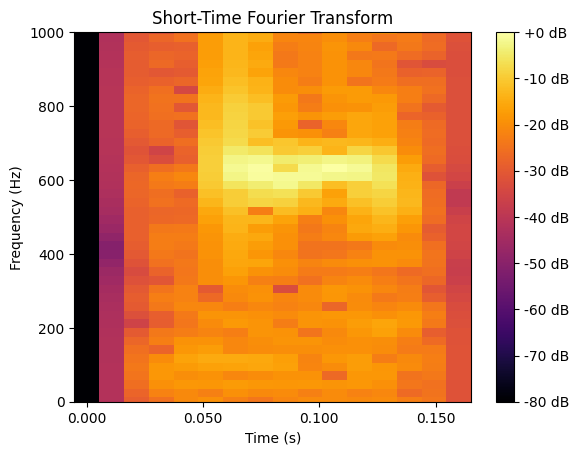 Short-Time Fourier Transform
1000
800
600
400
200
0
Frequency (Hz)
0.000
0.050
0.100
0.150
Time (s)
+0 dB
-10 dB
-20 dB
-30 dB
-40 dB
-50 dB
-60 dB
-70 dB
-80 dB